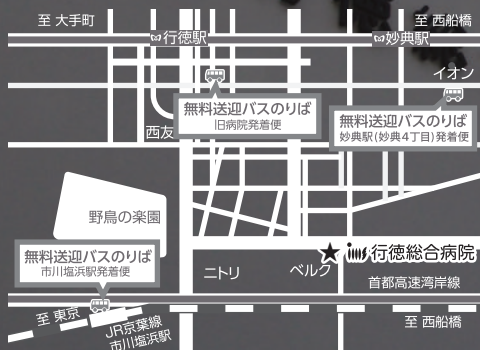 至 大手町
至 西船橋
行徳駅
妙典駅
イオン
無料送迎バスのりば
旧病院発着便
無料送迎バスのりば
妙典駅(妙典4丁目)発着便
西友
野鳥の楽園
無料送迎バスのりば
市川塩浜駅発着便
ims 行徳総合病院
ニトリ
ベルク
首都高速湾岸線
至 東京
至 西船橋
JR京葉線
市川塩浜駅